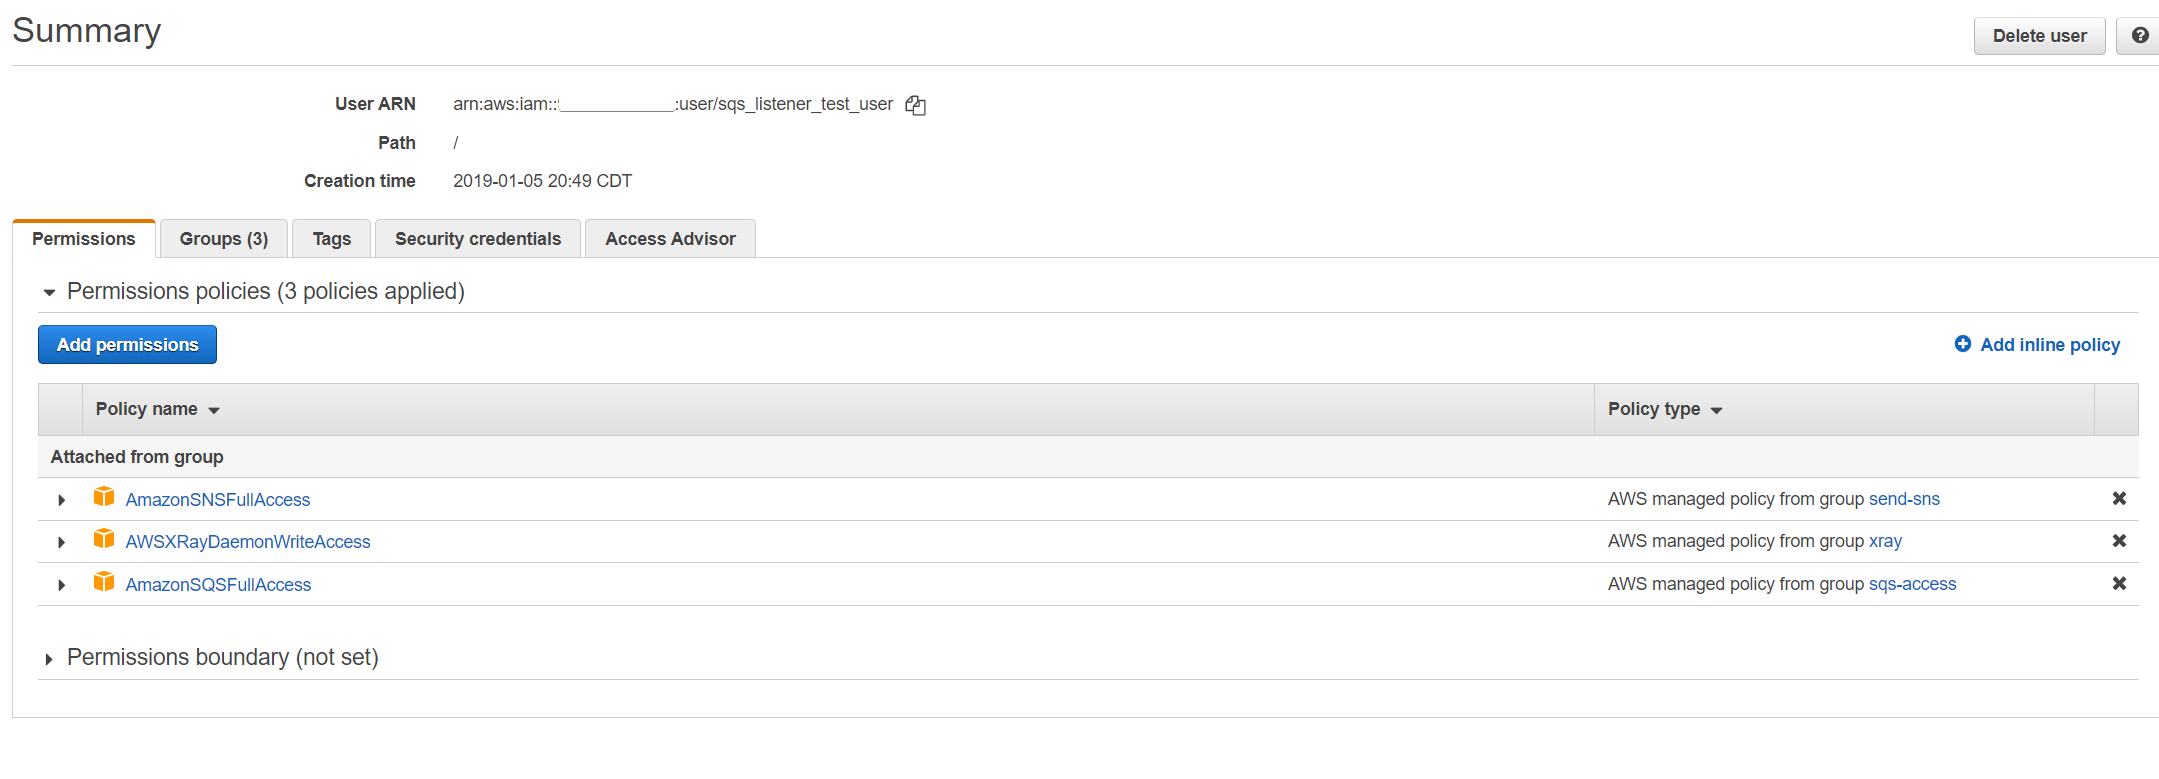 Summary
Delete user
User ARN arn:aws:iam:: :user/sqs_listener_test_user
Path /
Creation time 2019-01-05 20:49 CDT
Permissions Groups (3) Tags Security credentials Access Advisor
Permissions policies (3 policies applied)
Add permissions Add inline policy
Policy name Policy type
Attached from group
AmazonSNSFullAccess AWS managed policy from group send-sns
AWSXRayDaemonWriteAccess AWS managed policy from group xray
AmazonSQSFullAccess AWS managed policy from group sqs-access
Permissions boundary (not set)